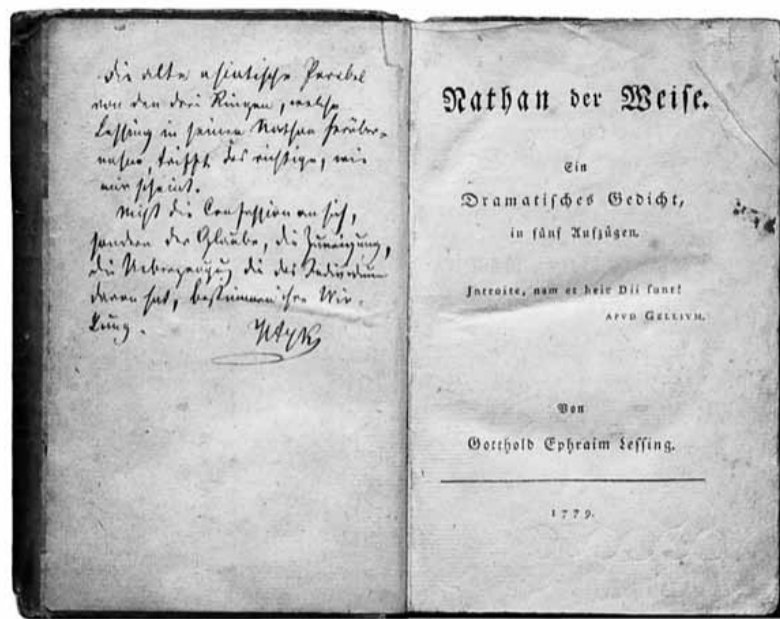 Die alte asiatische Parabel
von den drei Ringen, welche
Lessing in seinen Nathan herüber-
nahm, trifft das richtige, wie
mir scheint.
Nicht die Confession an sich,
sondern der Glaube, die Zuneigung,
die Ueberzeugung die das Individuum
daran hat, bestimmen ihre Wir-
kung.
Nathan der Weise.
Ein
Dramatisches Gedicht,
in fünf Aufzügen.
Introite, nam et heic Dii sunt!
APVD GELLIVM.
Von
Gotthold Ephraim Lessing.
1779.